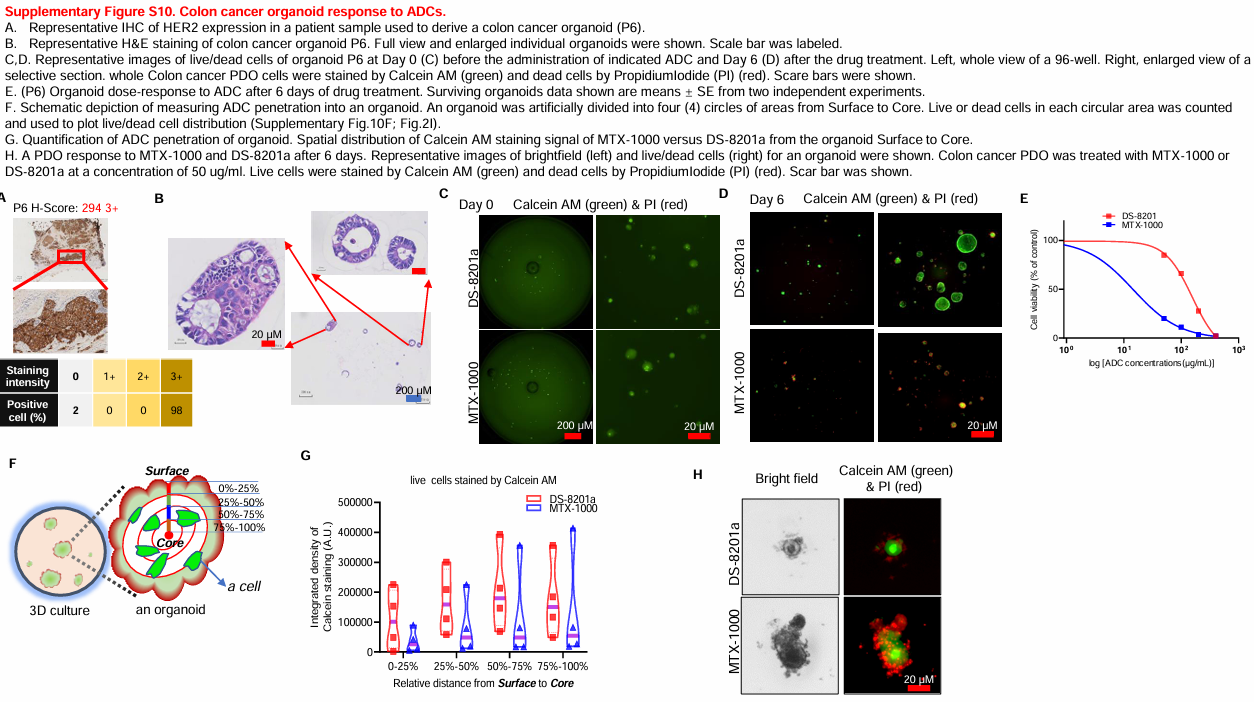 Supplementary Figure S10. Colon cancer organoid response to ADCs.
A. Representative IHC of HER2 expression in a patient sample used to derive a colon cancer organoid (P6).
B. Representative H&E staining of colon cancer organoid P6. Full view and enlarged individual organoids were shown. Scale bar was labeled.
C,D. Representative images of live/dead cells of organoid P6 at Day 0 (C) before the administration of indicated ADC and Day 6 (D) after the drug treatment. Left, whole view of a 96-well. Right, enlarged view of a
selective section. whole Colon cancer PDO cells were stained by Calcein AM (green) and dead cells by PropidiumIodide (PI) (red). Scare bars were shown.
E. (P6) Organoid dose-response to ADC after 6 days of drug treatment. Surviving organoids data shown are means ± SE from two independent experiments.
F. Schematic depiction of measuring ADC penetration into an organoid. An organoid was artificially divided into four (4) circles of areas from Surface to Core. Live or dead cells in each circular area was counted
and used to plot live/dead cell distribution (Supplementary Fig.10F; Fig.2I).
G. Quantification of ADC penetration of organoid. Spatial distribution of Calcein AM staining signal of MTX-1000 versus DS-8201a from the organoid Surface to Core.
H. A PDO response to MTX-1000 and DS-8201a after 6 days. Representative images of brightfield (left) and live/dead cells (right) for an organoid were shown. Colon cancer PDO was treated with MTX-1000 or
DS-8201a at a concentration of 50 ug/ml. Live cells were stained by Calcein AM (green) and dead cells by PropidiumIodide (PI) (red). Scar bar was shown.
A
P6 H-Score: 294 3+
Staining intensity 0 1+ 2+ 3+
Positive cell (%) 2 0 0 98
B
20 µM
200 µM
C
Day 0 Calcein AM (green) & PI (red)
DS-8201a
MTX-1000
200 µM
20 µM
D
Day 6 Calcein AM (green) & PI (red)
DS-8201a
MTX-1000
20 µM
E
DS-8201
MTX-1000
Cell viability (% of control)
100
50
0
10⁰ 10¹ 10² 10³
log [ADC concentrations(µg/mL)]
F
Surface
0%-25%
25%-50%
50%-75%
75%-100%
Core
a cell
3D culture
an organoid
G
live cells stained by Calcein AM
DS-8201a
MTX-1000
Integrated density of
Calcein staining (A.U.)
500000
400000
300000
200000
100000
0
0-25% 25%-50% 50%-75% 75%-100%
Relative distance from Surface to Core
H
Bright field
Calcein AM (green)
& PI (red)
DS-8201a
MTX-1000
20 µM